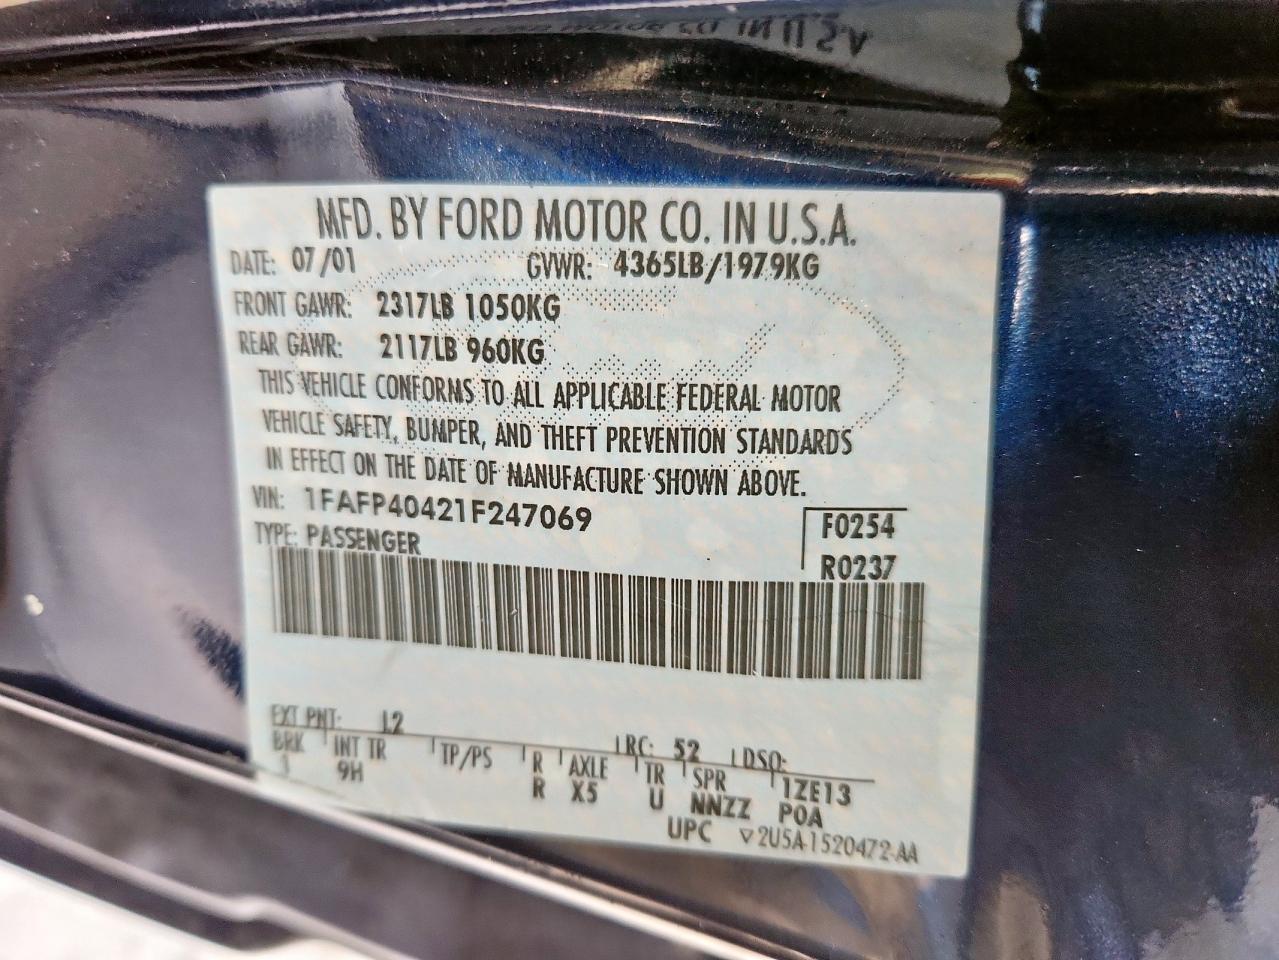 MFD. BY FORD MOTOR CO. IN U.S.A.
DATE: 07/01 GVWR: 4365LB/1979KG
FRONT GAWR: 2317LB 1050KG
REAR GAWR: 2117LB 960KG
THIS VEHICLE CONFORMS TO ALL APPLICABLE FEDERAL MOTOR
VEHICLE SAFETY, BUMPER, AND THEFT PREVENTION STANDARDS
IN EFFECT ON THE DATE OF MANUFACTURE SHOWN ABOVE.
VIN: 1FAFP40421F247069
TYPE: PASSENGER
F0254
R0237
EXT PNT: L2 RC: 52 DSO:
BRK INT TR TP/PS R AXLE TR SPR 1ZE13
9H R X5 U NNZZ POA
UPC ▽2U5A-1520472-AA